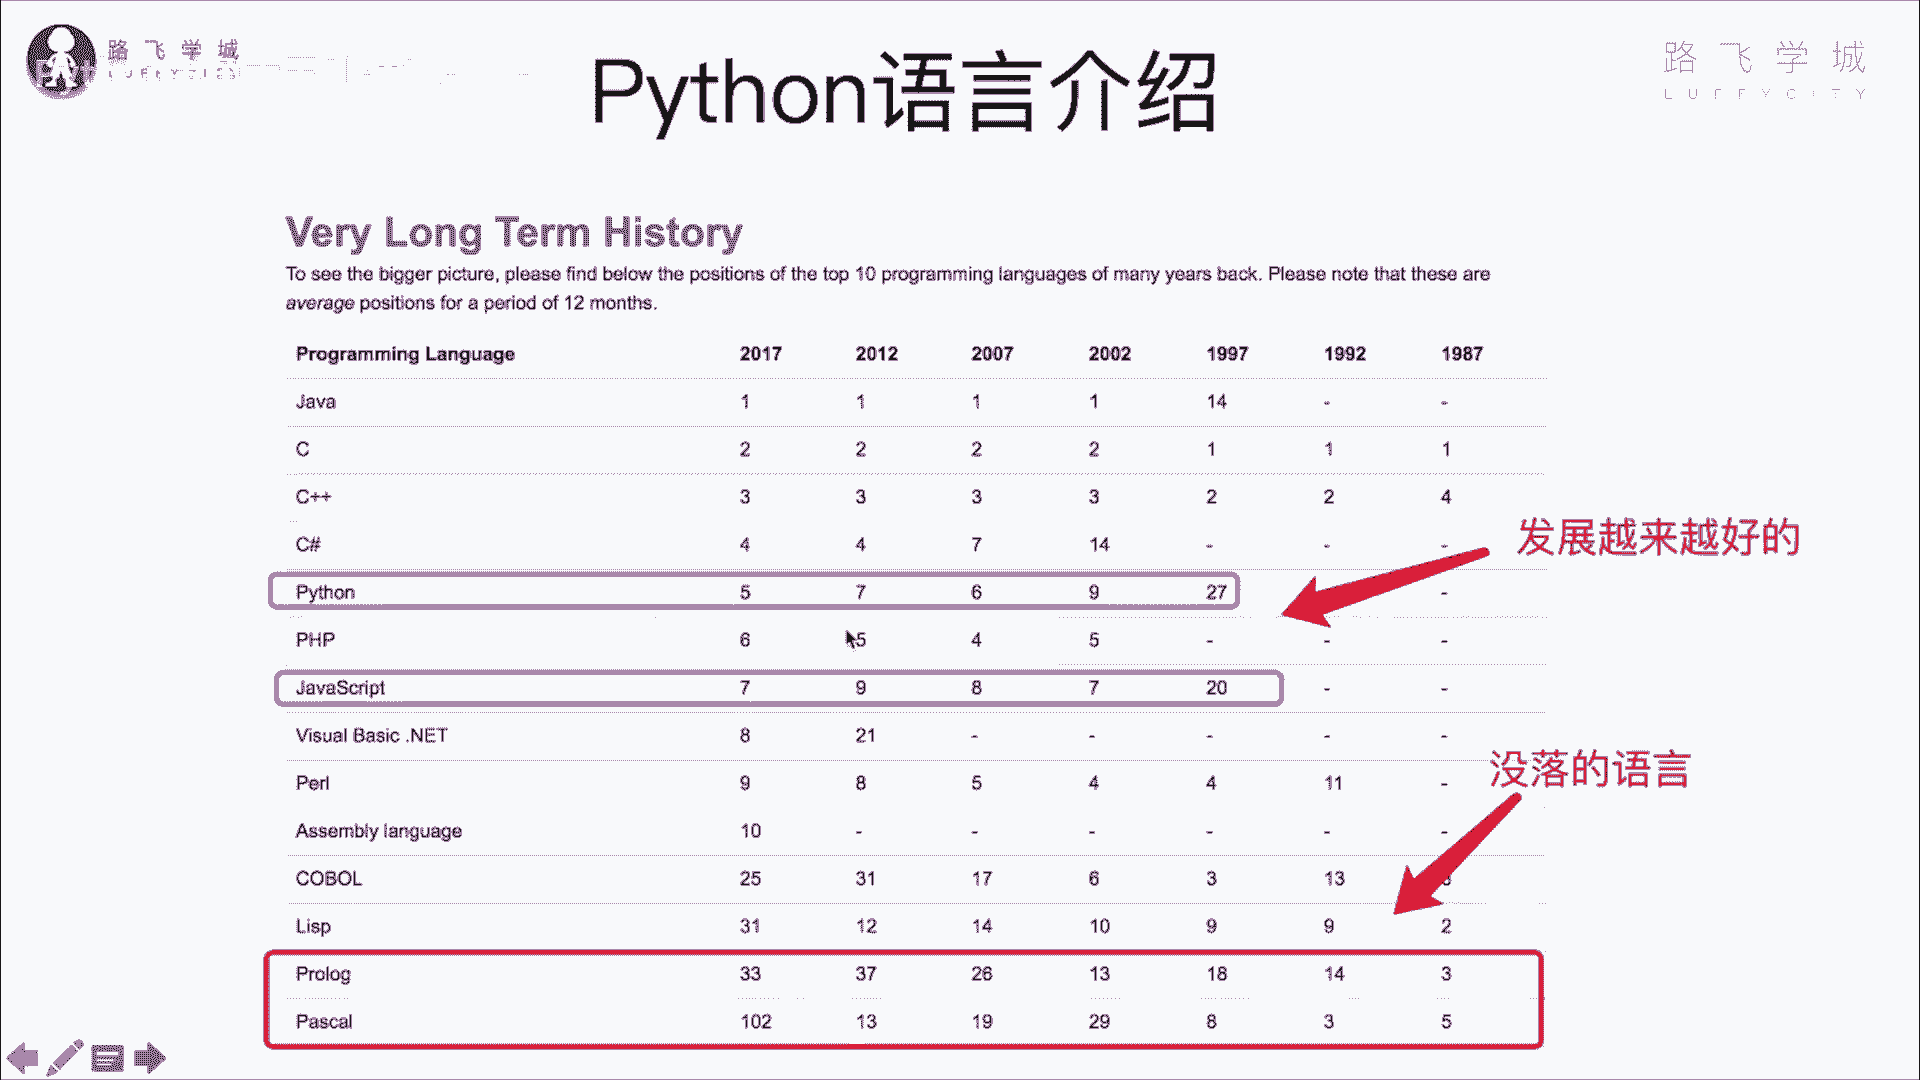 路飞学城
LUFFYCITY
Python语言介绍
路飞学城
LUFFYCITY
Very Long Term History
To see the bigger picture, please find below the positions of the top 10 programming languages of many years back. Please note that these are
average positions for a period of 12 months.
Programming Language 2017 2012 2007 2002 1997 1992 1987
Java 1 1 1 1 14 - -
C 2 2 2 2 1 1 1
C++ 3 3 3 3 2 2 4
C# 4 4 7 14 - - -
发展越来越好的
Python 5 7 6 9 27 -
PHP 6 5 4 5 - - -
JavaScript 7 9 8 7 20 - -
Visual Basic .NET 8 21 - - - - -
没落的语言
Perl 9 8 5 4 4 11 -
Assembly language 10 - - - - - -
COBOL 25 31 17 6 3 13
Lisp 31 12 14 10 9 9 2
Prolog 33 37 26 13 18 14 3
Pascal 102 13 19 29 8 3 5